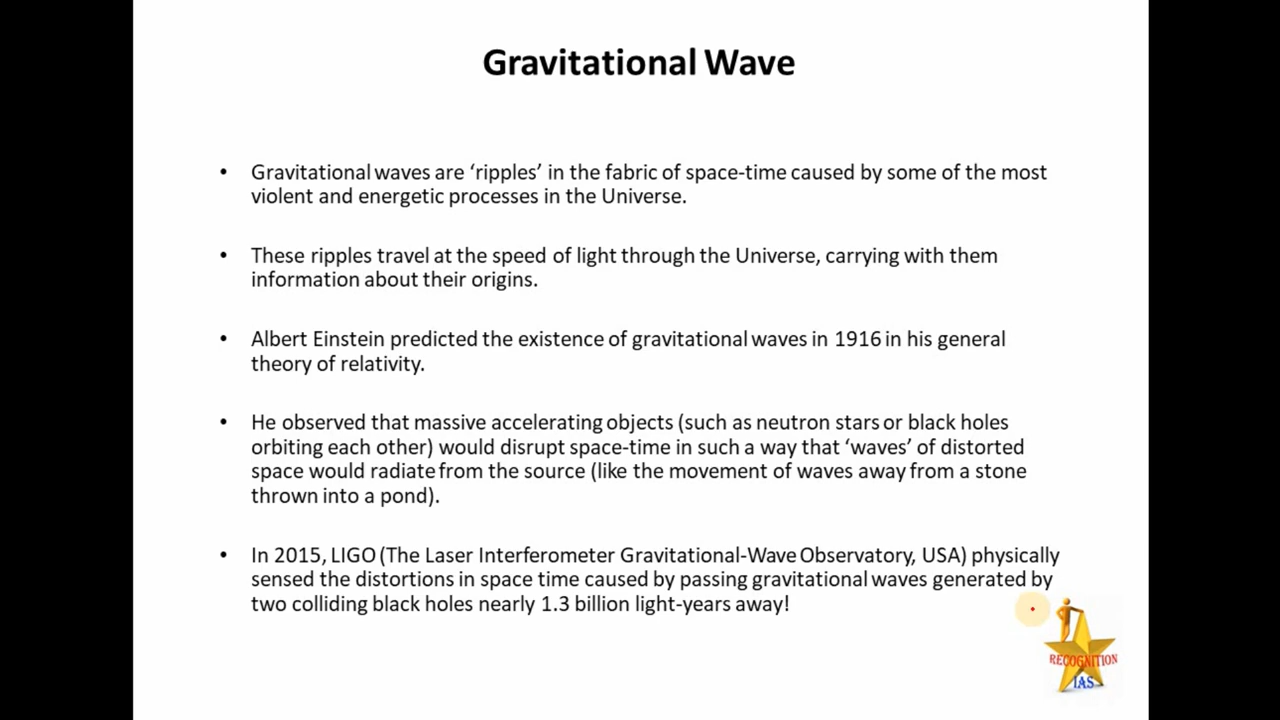 Gravitational Wave
• Gravitational waves are ‘ripples’ in the fabric of space-time caused by some of the most
violent and energetic processes in the Universe.
• These ripples travel at the speed of light through the Universe, carrying with them
information about their origins.
• Albert Einstein predicted the existence of gravitational waves in 1916 in his general
theory of relativity.
• He observed that massive accelerating objects (such as neutron stars or black holes
orbiting each other) would disrupt space-time in such a way that ‘waves’ of distorted
space would radiate from the source (like the movement of waves away from a stone
thrown into a pond).
• In 2015, LIGO (The Laser Interferometer Gravitational-Wave Observatory, USA) physically
sensed the distortions in space time caused by passing gravitational waves generated by
two colliding black holes nearly 1.3 billion light-years away!
RECOGNITION
IAS